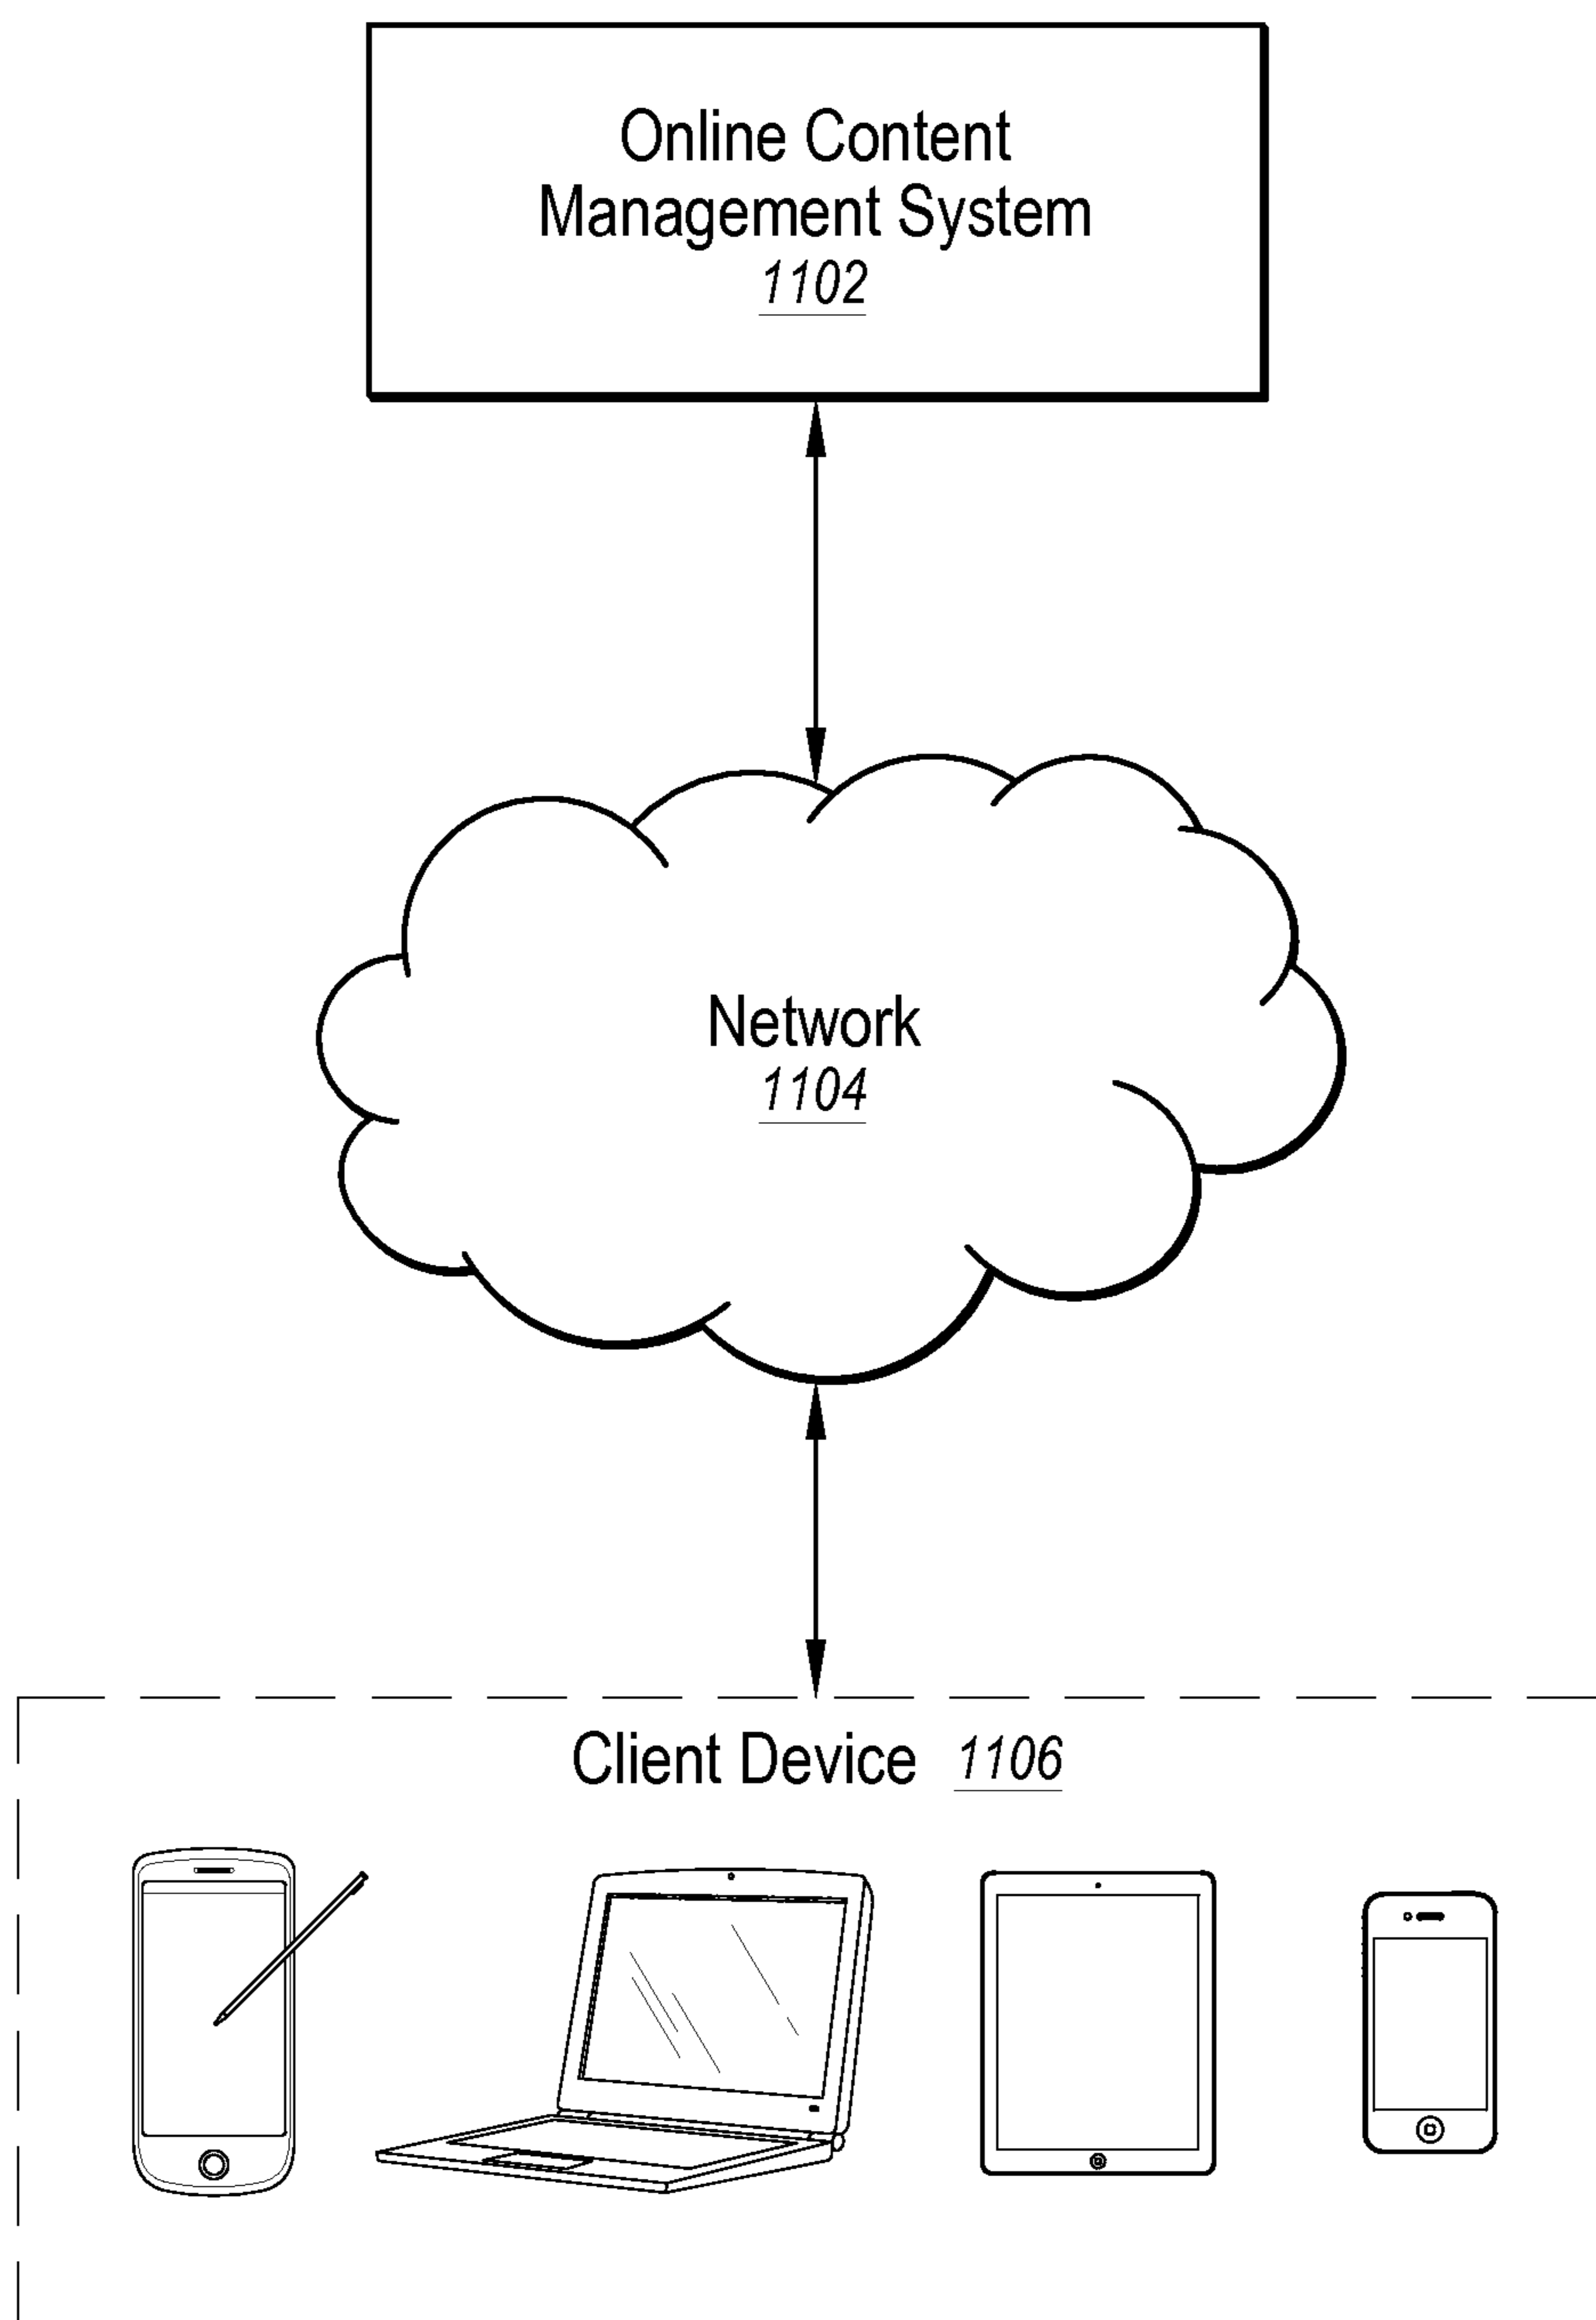 Online Content
Management System
1102
Network
1104
Client Device 1106